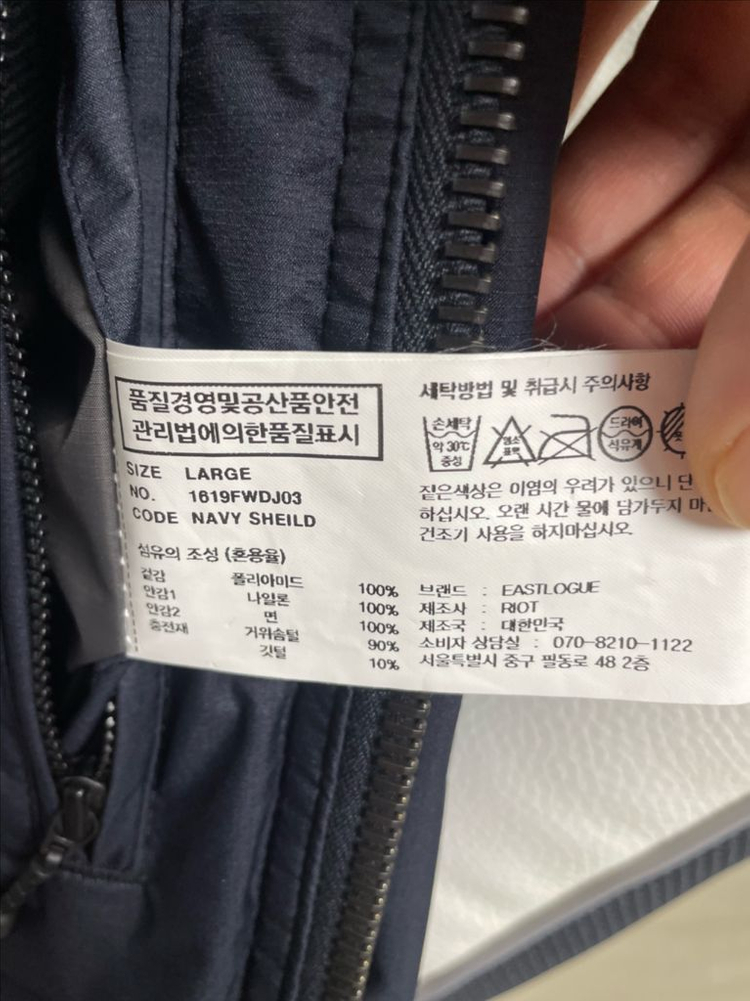 품질경영및공산품안전
관리법에의한품질표시
SIZE LARGE
NO. 1619FWDJ03
CODE NAVY SHEILD
섬유의 조성 (혼용율)
겉감 폴리아미드 100%
안감1 나일론 100%
안감2 면 100%
충전재 거위솜털 90%
깃털 10%
세탁방법 및 취급시 주의사항
손세탁
약 30℃
중성
염소
표백
드라이
석유계
짙은색상은 이염의 우려가 있으니 단
하십시오. 오랜 시간 물에 담가두지 마
건조기 사용을 하지마십시오.
브랜드 : EASTLOGUE
제조사 : RIOT
제조국 : 대한민국
소비자 상담실 : 070-8210-1122
서울특별시 중구 필동로 48 2층